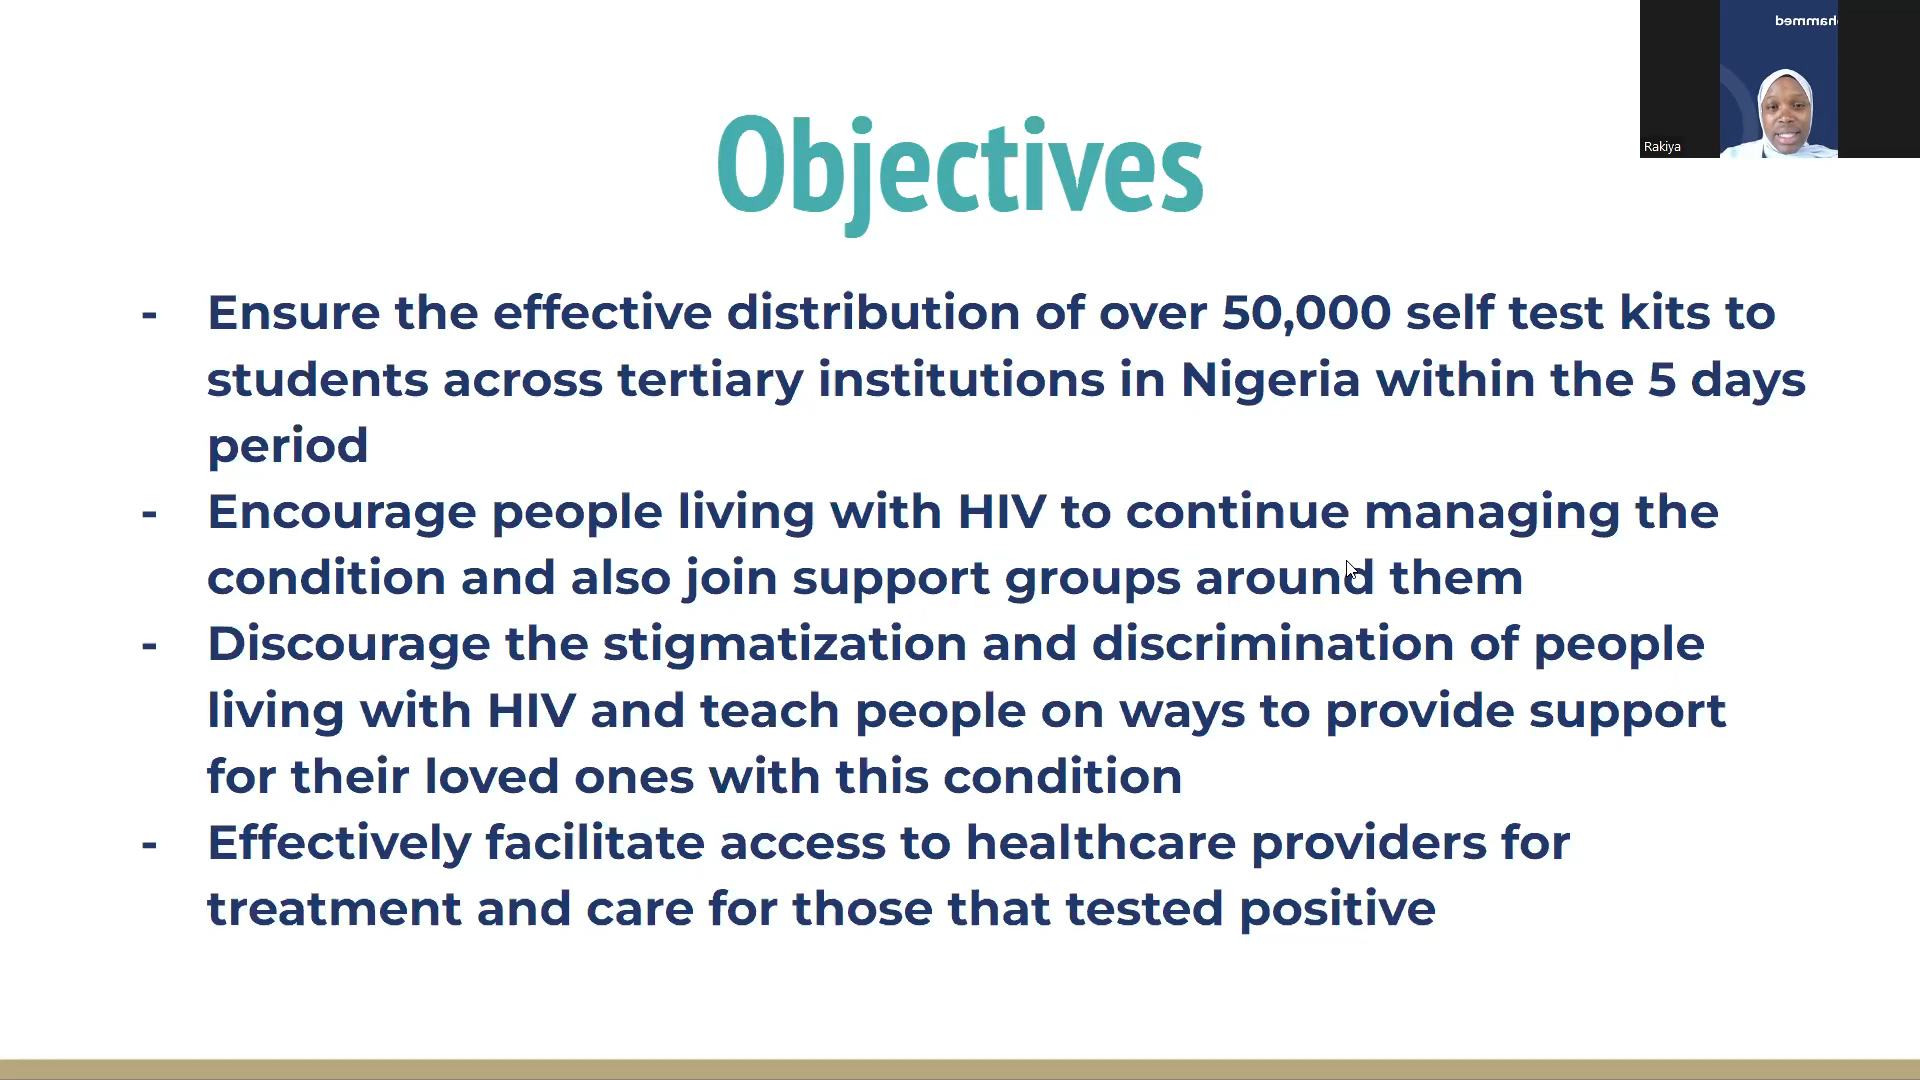 hammed
Rakiya
Objectives
- Ensure the effective distribution of over 50,000 self test kits to
students across tertiary institutions in Nigeria within the 5 days
period
- Encourage people living with HIV to continue managing the
condition and also join support groups around them
- Discourage the stigmatization and discrimination of people
living with HIV and teach people on ways to provide support
for their loved ones with this condition
- Effectively facilitate access to healthcare providers for
treatment and care for those that tested positive